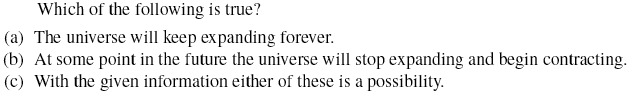 Which of the following is true?
(a) The universe will keep expanding forever.
(b) At some point in the future the universe will stop expanding and begin contracting.
(c) With the given information either of these is a possibility.